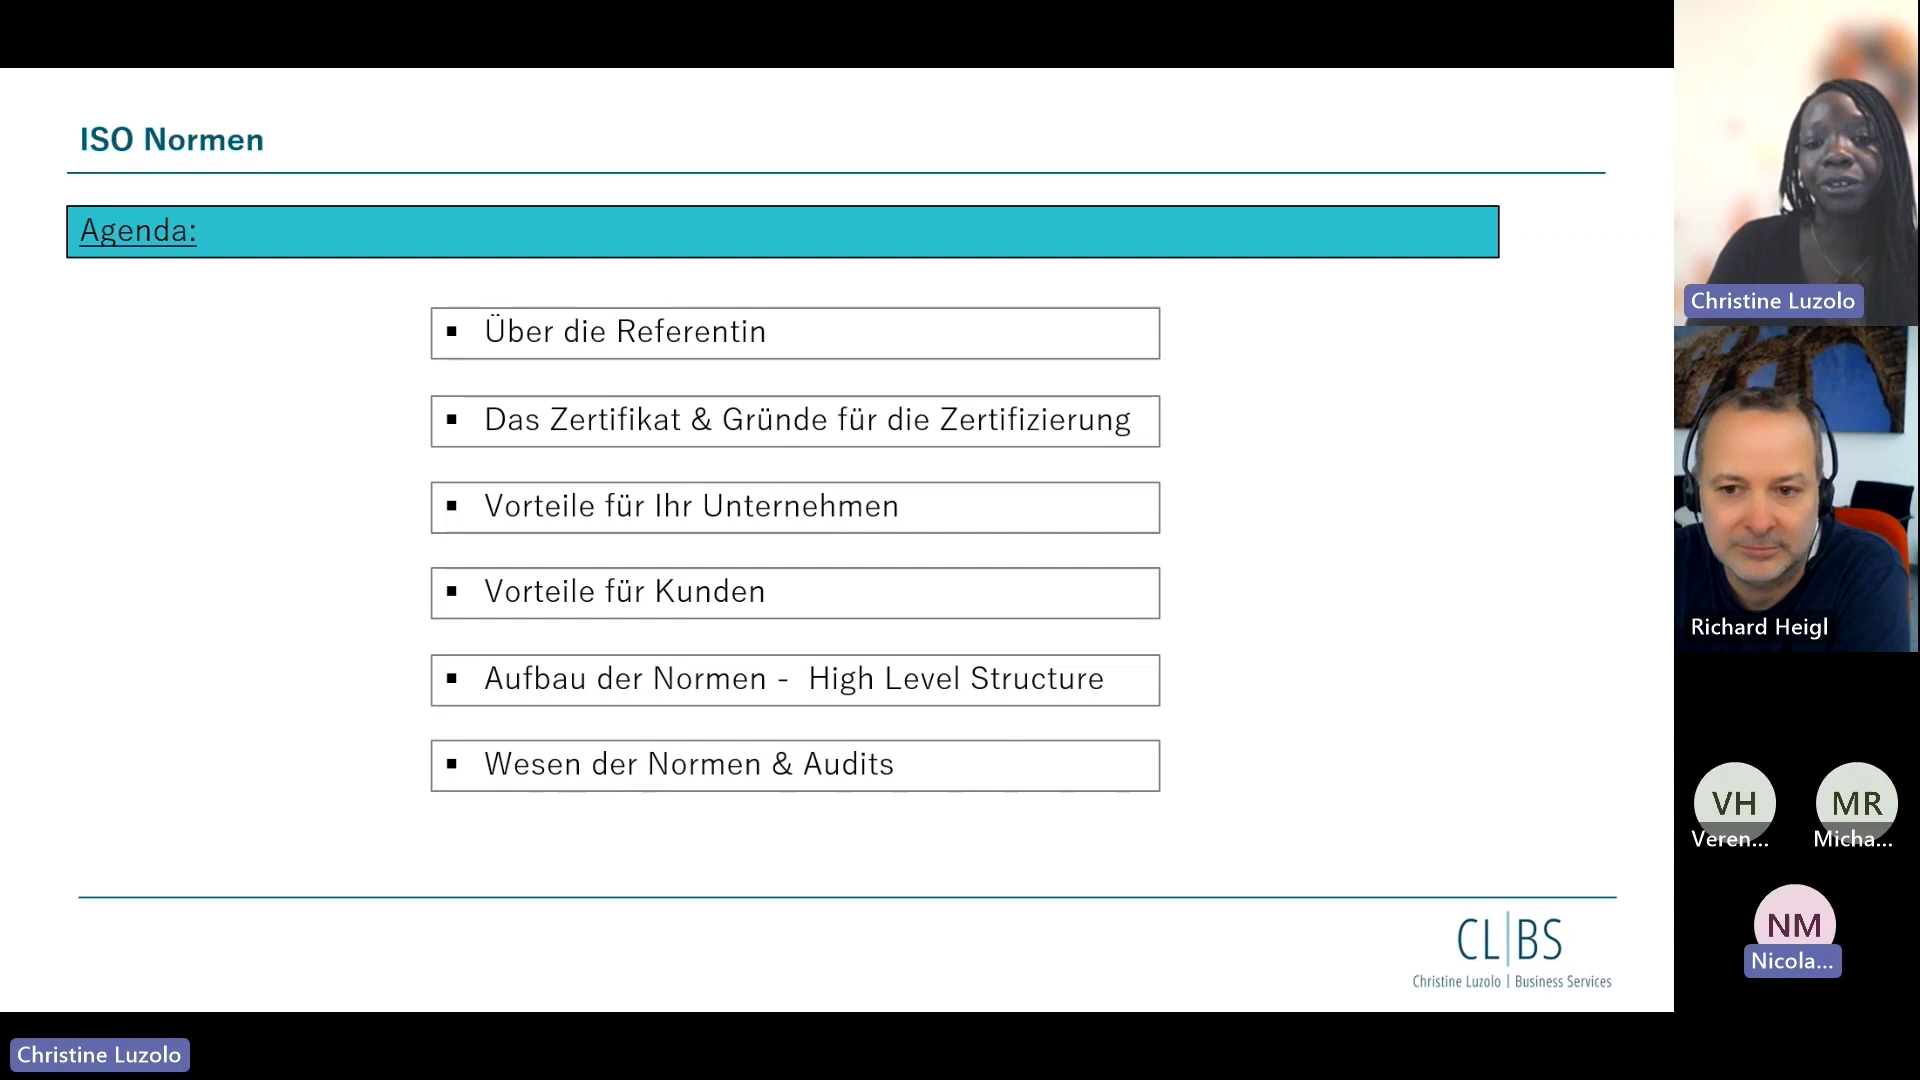 ISO Normen
Agenda:
▪ Über die Referentin
▪ Das Zertifikat & Gründe für die Zertifizierung
▪ Vorteile für Ihr Unternehmen
▪ Vorteile für Kunden
▪ Aufbau der Normen - High Level Structure
▪ Wesen der Normen & Audits
CL|BS
Christine Luzolo | Business Services
Christine Luzolo
Christine Luzolo
Richard Heigl
VH
Veren...
MR
Micha...
NM
Nicola...